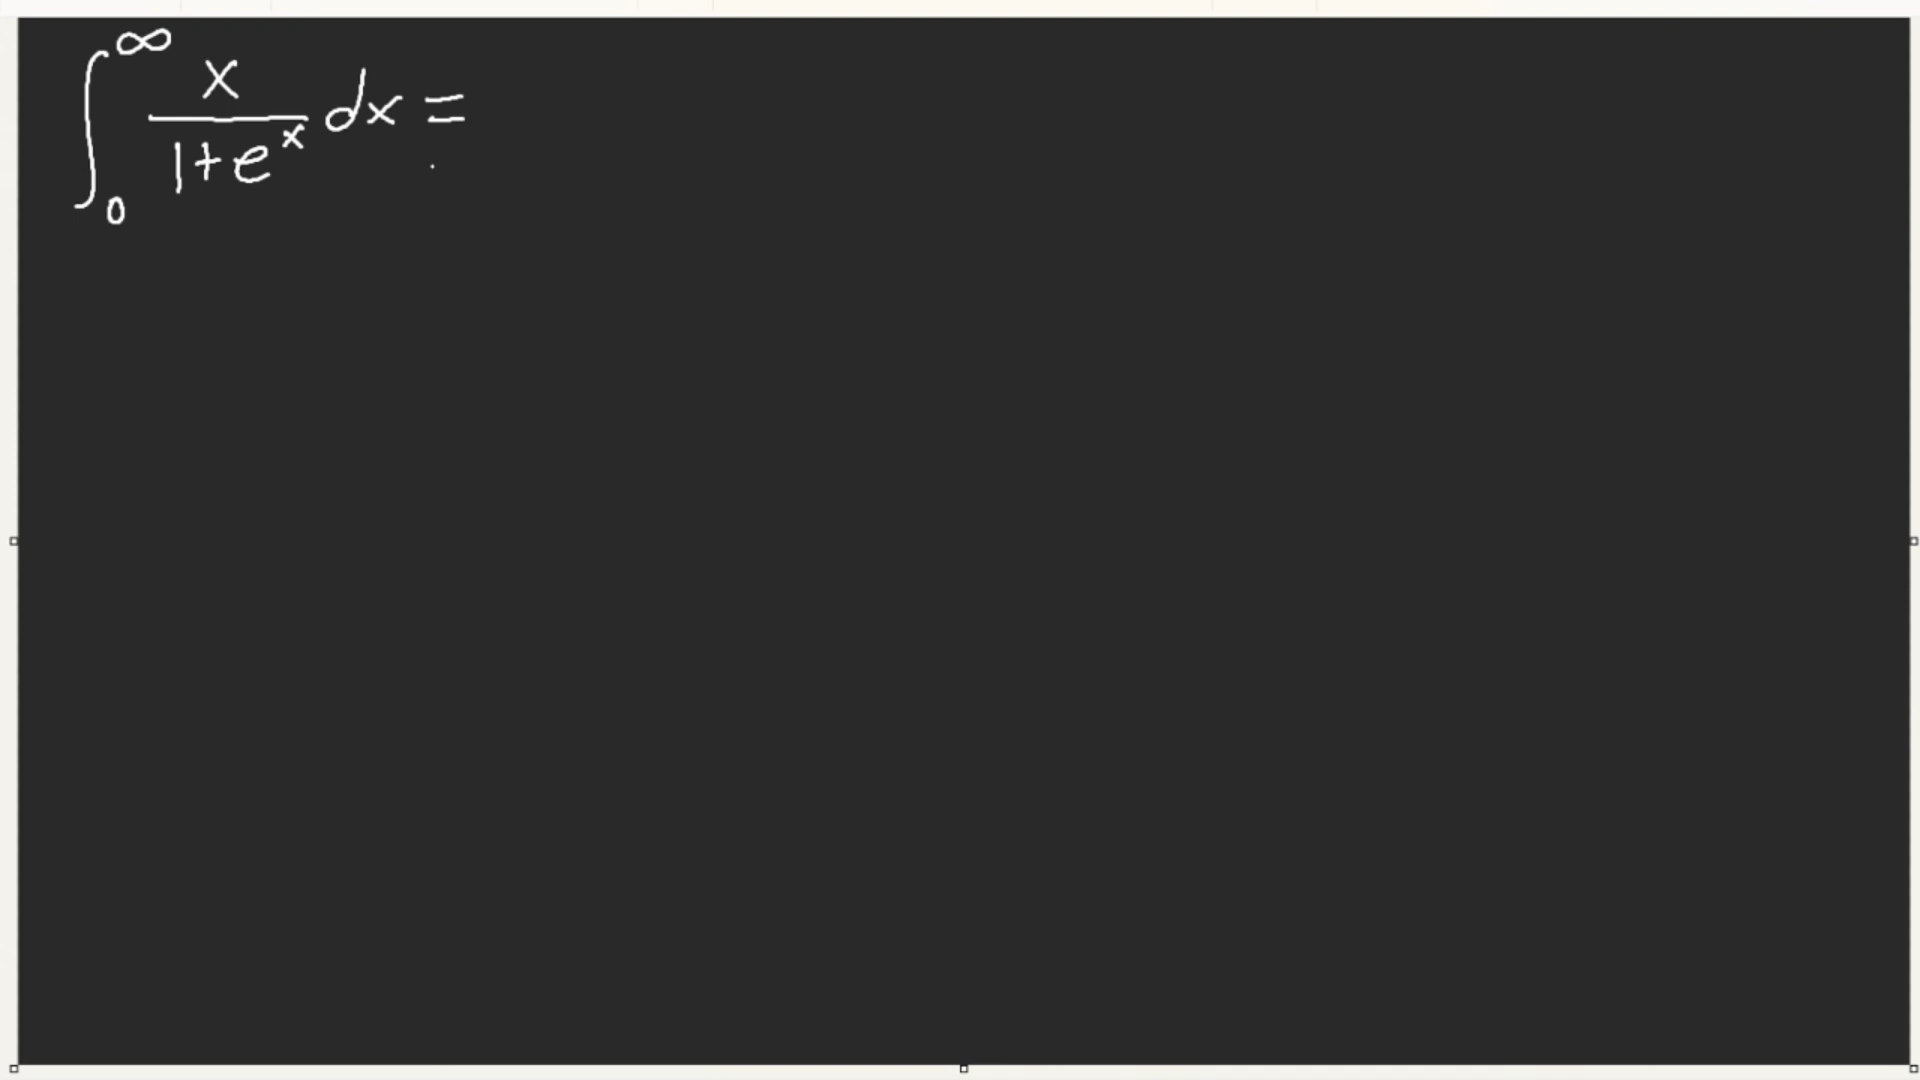 ∫₀^∞ x/(1+e^x) dx =